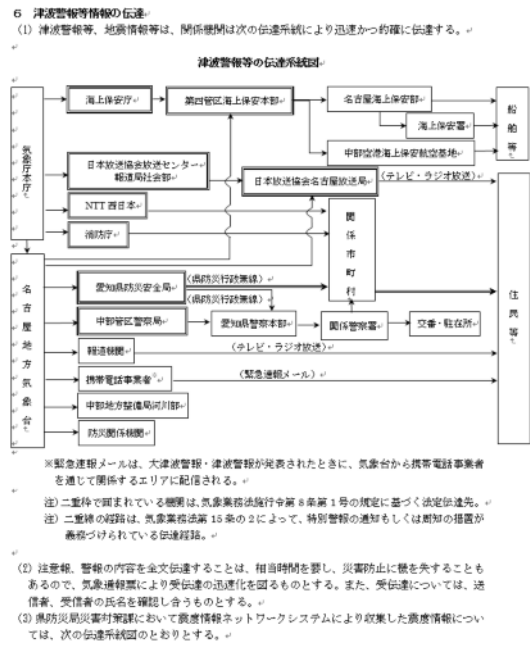 6 津波警報等情報の伝達
(1) 津波警報等、地震情報等は、関係機関は次の伝達系統により迅速かつ的確に伝達する。
津波警報等の伝達系統図
気象庁本庁
海上保安庁
第四管区海上保安本部
名古屋海上保安部
海上保安署
中部空港海上保安航空基地
船舶等
日本放送協会放送センター
報道局社会部
日本放送協会名古屋放送局
(テレビ・ラジオ放送)
NTT西日本
消防庁
関係市町村
住民等
名古屋地方気象台
愛知県防災安全局
(県防災行政無線)
(県防災行政無線)
中部管区警察局
愛知県警察本部
関係警察署
交番・駐在所
報道機関
(テレビ・ラジオ放送)
携帯電話事業者※
(緊急速報メール)
中部地方整備局河川部
防災関係機関
※緊急速報メールは、大津波警報・津波警報が発表されたときに、気象台から携帯電話事業者
を通じて関係するエリアに配信される。
注)二重枠で囲まれている機関は、気象業務法施行令第8条第1号の規定に基づく法定伝達先。
注)二重線の経路は、気象業務法第15条の2によって、特別警報の通知もしくは周知の措置が
義務づけられている伝達経路。
(2) 注意報、警報の内容を全文伝達することは、相当時間を要し、災害防止に機を失することも
あるので、気象通報票により受伝達の迅速化を図るものとする。また、受伝達については、送
信者、受信者の氏名を確認し合うものとする。
(3) 県防災局災害対策課において震度情報ネットワークシステムにより収集した震度情報につい
ては、次の伝達系統図のとおりとする。